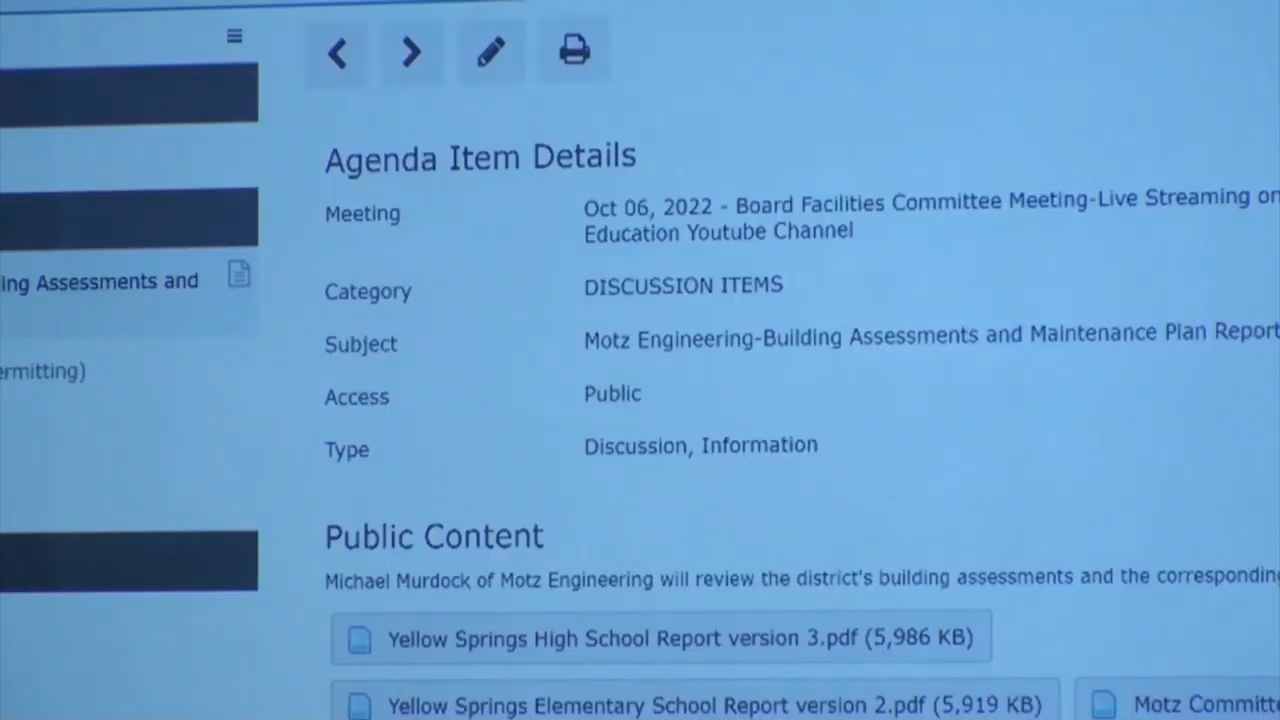 Agenda Item Details
Meeting
Oct 06, 2022 - Board Facilities Committee Meeting-Live Streaming on
Education Youtube Channel
ing Assessments and
Category
DISCUSSION ITEMS
Subject
Motz Engineering-Building Assessments and Maintenance Plan Report
ermitting)
Access
Public
Type
Discussion, Information
Public Content
Michael Murdock of Motz Engineering will review the district's building assessments and the corresponding
Yellow Springs High School Report version 3.pdf (5,986 KB)
Yellow Springs Elementary School Report version 2.pdf (5,919 KB)
Motz Committe